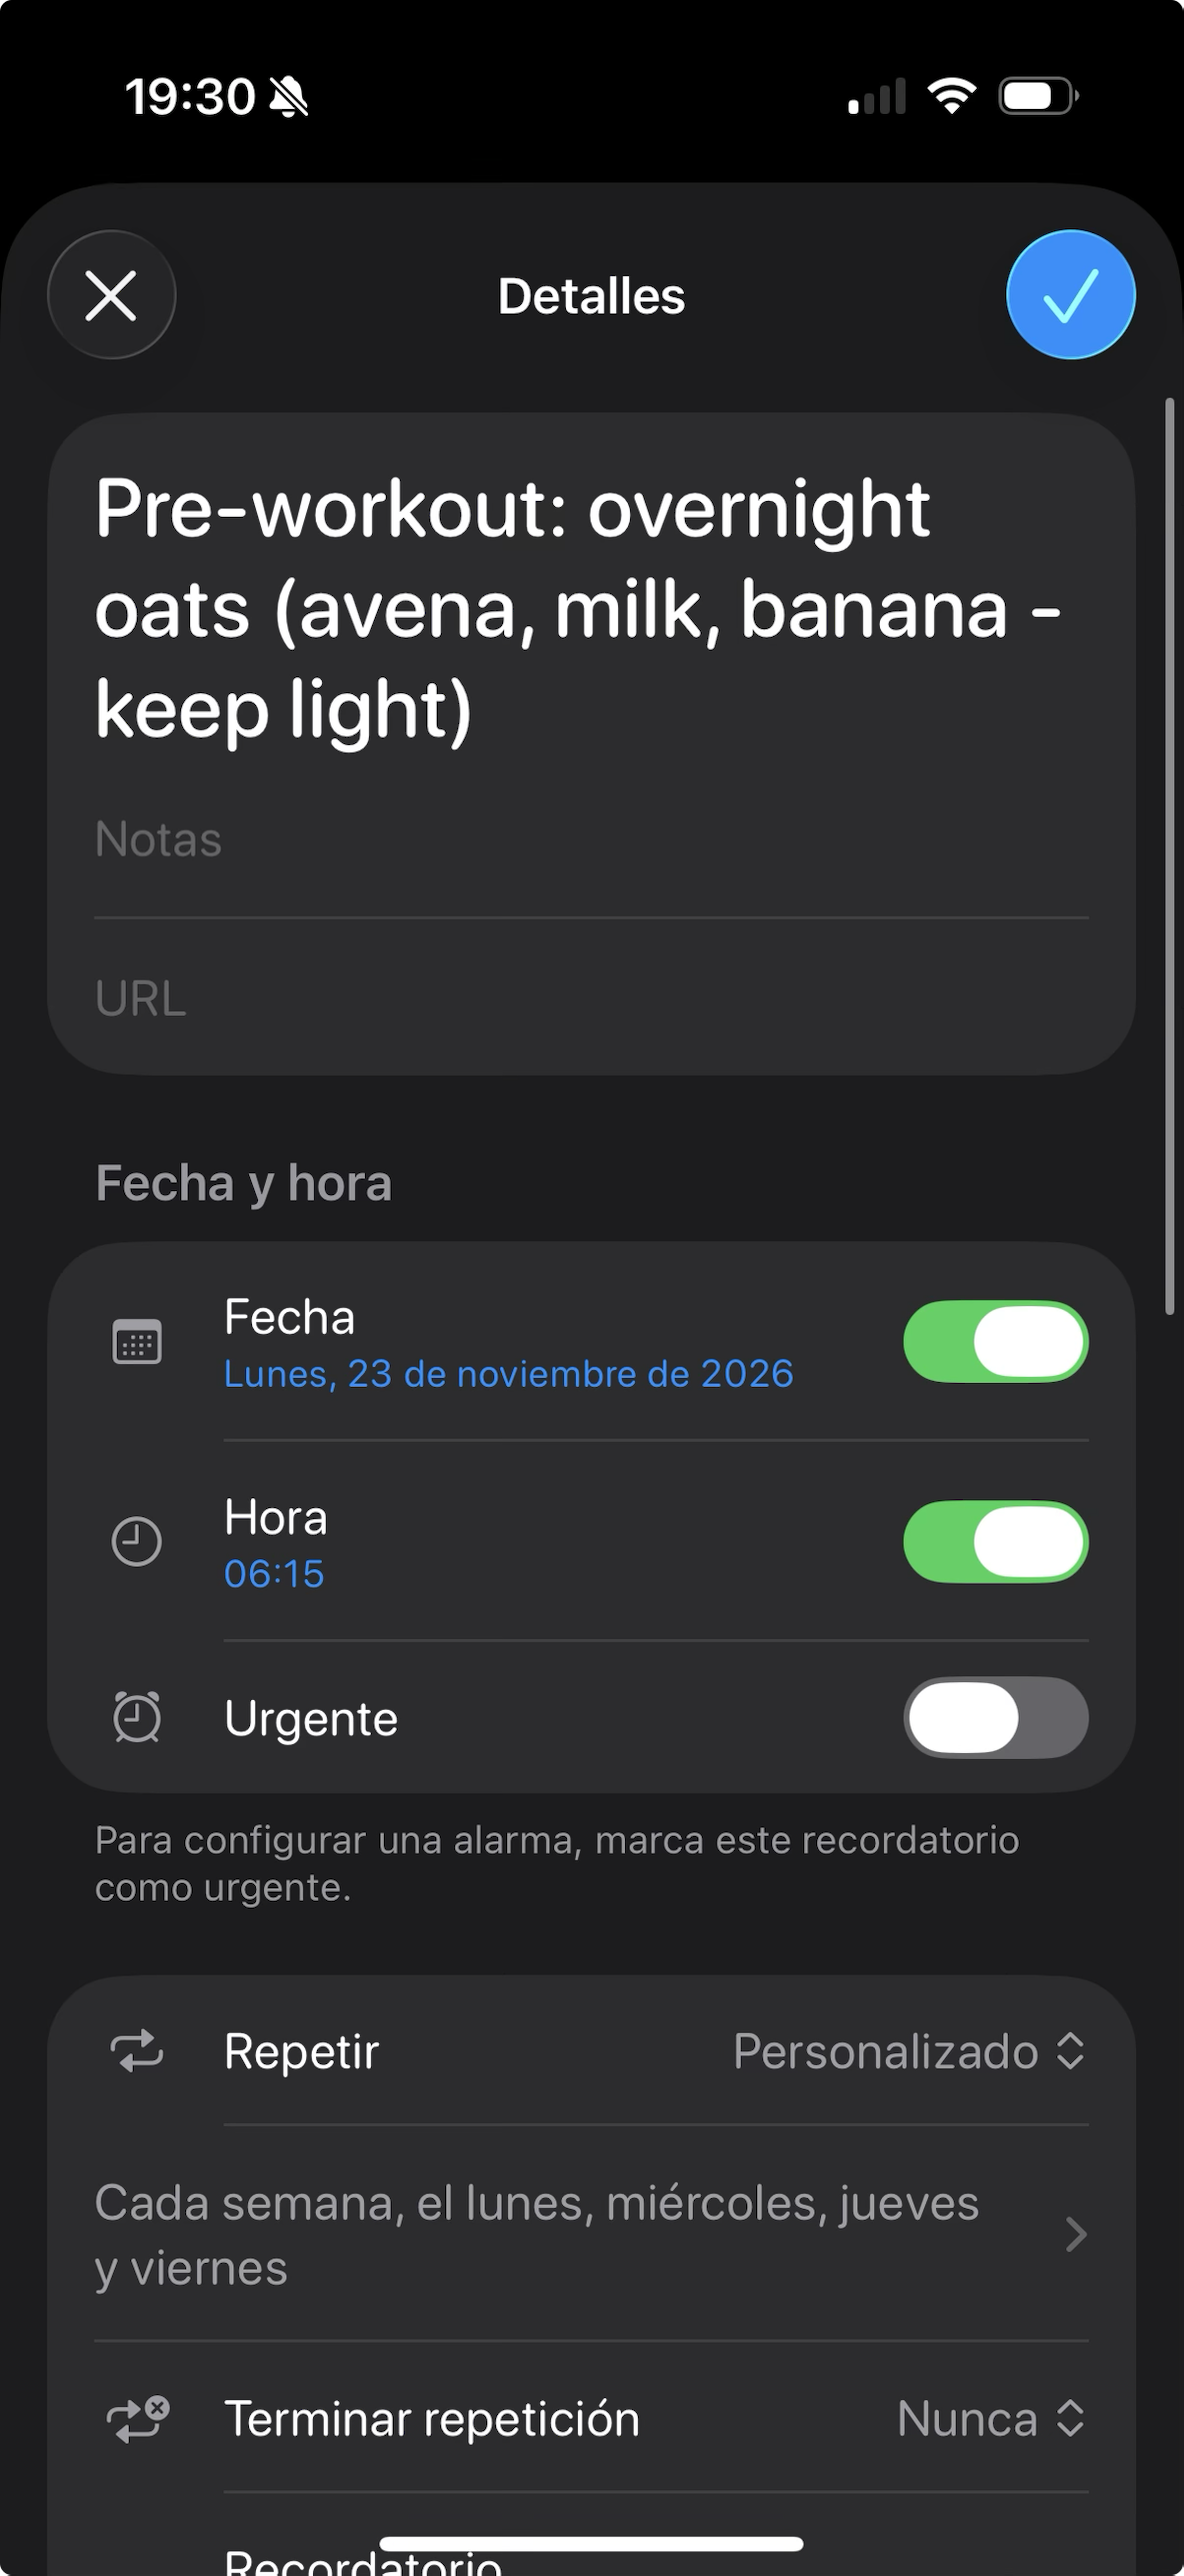 19:30
Detalles
Pre-workout: overnight
oats (avena, milk, banana -
keep light)
Notas
URL
Fecha y hora
Fecha
Lunes, 23 de noviembre de 2026
Hora
06:15
Urgente
Para configurar una alarma, marca este recordatorio
como urgente.
Repetir Personalizado
Cada semana, el lunes, miércoles, jueves
y viernes
Terminar repetición Nunca
Recordatorio